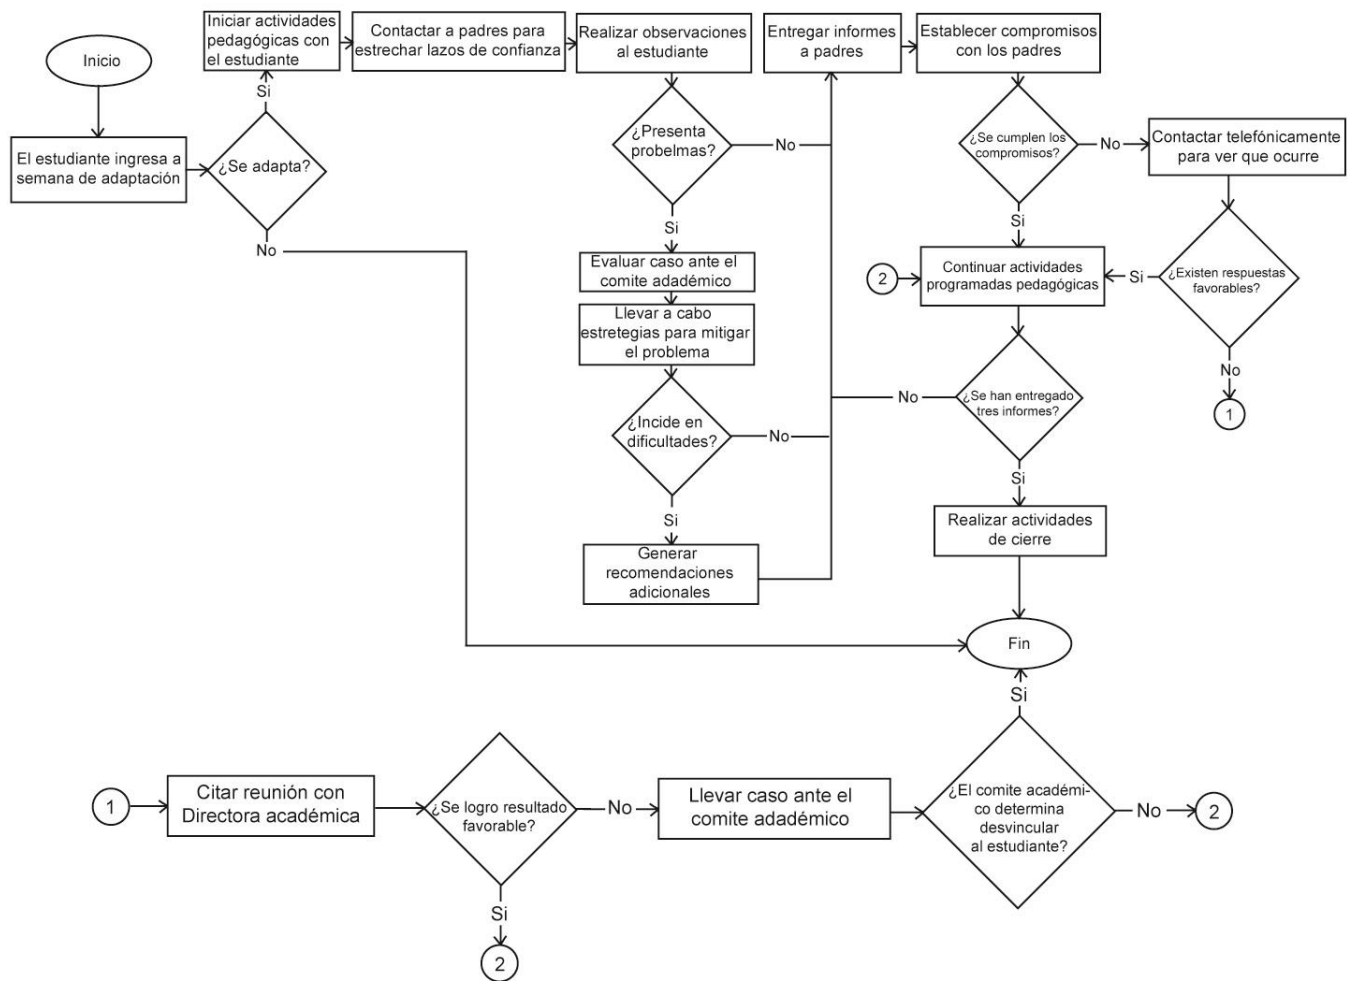 Inicio
El estudiante ingresa a
semana de adaptación
¿Se adapta?
Si
No
Iniciar actividades
pedagógicas con
el estudiante
Contactar a padres para
estrechar lazos de confianza
Realizar observaciones
al estudiante
¿Presenta
probelmas?
No
Si
Evaluar caso ante el
comite adadémico
Llevar a cabo
estretegias para mitigar
el problema
¿Incide en
dificultades?
No
Si
Generar
recomendaciones
adicionales
Entregar informes
a padres
Establecer compromisos
con los padres
¿Se cumplen los
compromisos?
No
Si
Contactar telefónicamente
para ver que ocurre
¿Existen respuestas
favorables?
Si
No
1
2
Continuar actividades
programadas pedagógicas
¿Se han entregado
tres informes?
No
Si
Realizar actividades
de cierre
Fin
1
Citar reunión con
Directora académica
¿Se logro resultado
favorable?
No
Si
2
Llevar caso ante el
comite adadémico
¿El comite académi-
co determina
desvincular
al estudiante?
Si
No
2